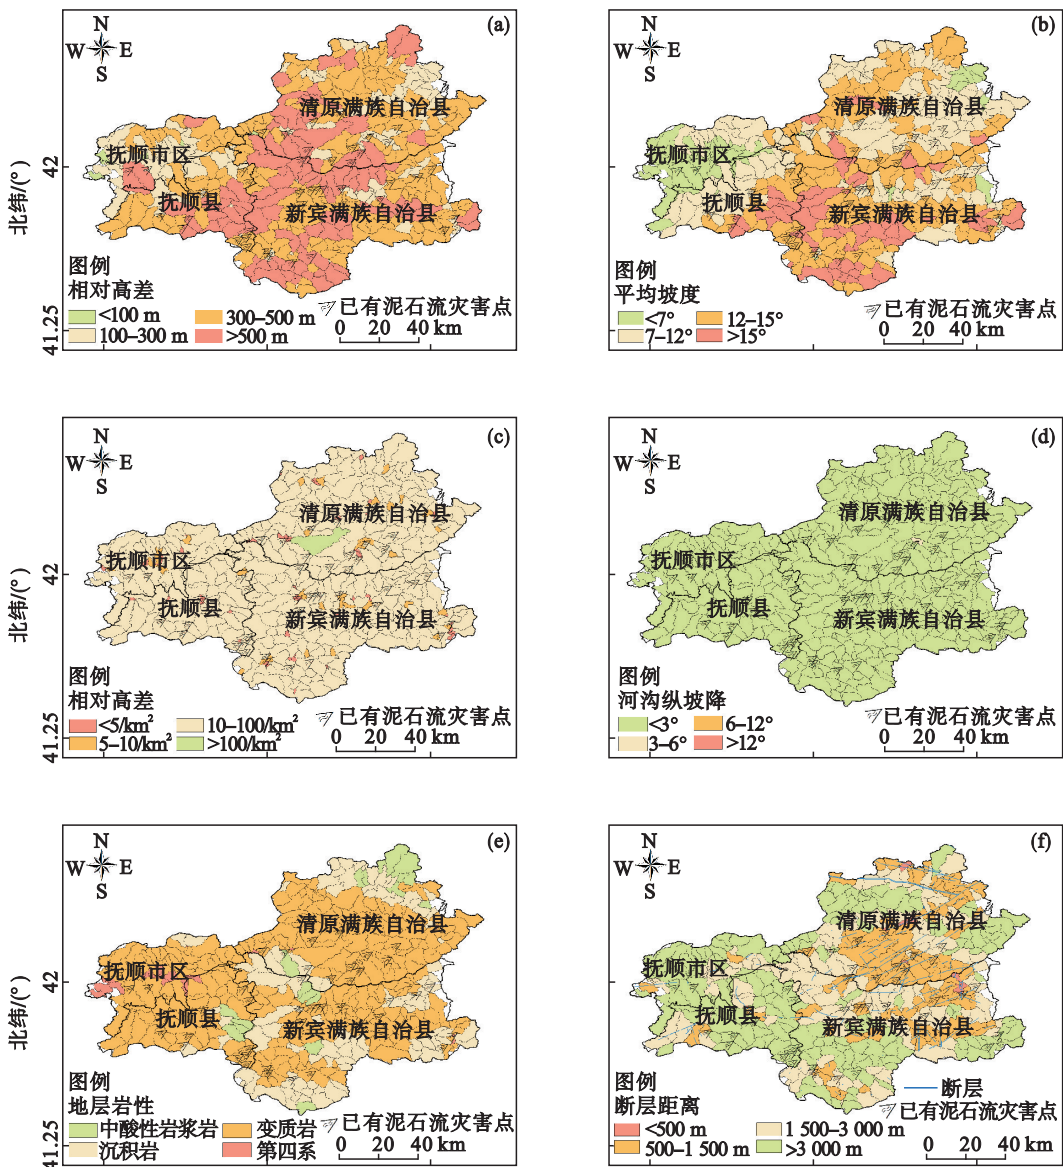 (a)
N
W E
S
清原满族自治县
抚顺市区
抚顺县
新宾满族自治县
北纬/(°)
42
41.25
图例
相对高差
<100 m
300–500 m
100–300 m
>500 m
已有泥石流灾害点
0 20 40 km
(b)
N
W E
S
清原满族自治县
抚顺市区
抚顺县
新宾满族自治县
图例
平均坡度
<7°
12–15°
7–12°
>15°
已有泥石流灾害点
0 20 40 km
(c)
N
W E
S
清原满族自治县
抚顺市区
抚顺县
新宾满族自治县
北纬/(°)
42
41.25
图例
相对高差
<5/km²
10–100/km²
5–10/km²
>100/km²
已有泥石流灾害点
0 20 40 km
(d)
N
W E
S
清原满族自治县
抚顺市区
抚顺县
新宾满族自治县
图例
河沟纵坡降
<3°
6–12°
3–6°
>12°
已有泥石流灾害点
0 20 40 km
(e)
N
W E
S
清原满族自治县
抚顺市区
抚顺县
新宾满族自治县
北纬/(°)
42
41.25
图例
地层岩性
中酸性岩浆岩
变质岩
沉积岩
第四系
已有泥石流灾害点
0 20 40 km
(f)
N
W E
S
清原满族自治县
抚顺市区
抚顺县
新宾满族自治县
图例
断层距离
断层
<500 m
1 500–3 000 m
500–1 500 m
>3 000 m
已有泥石流灾害点
0 20 40 km